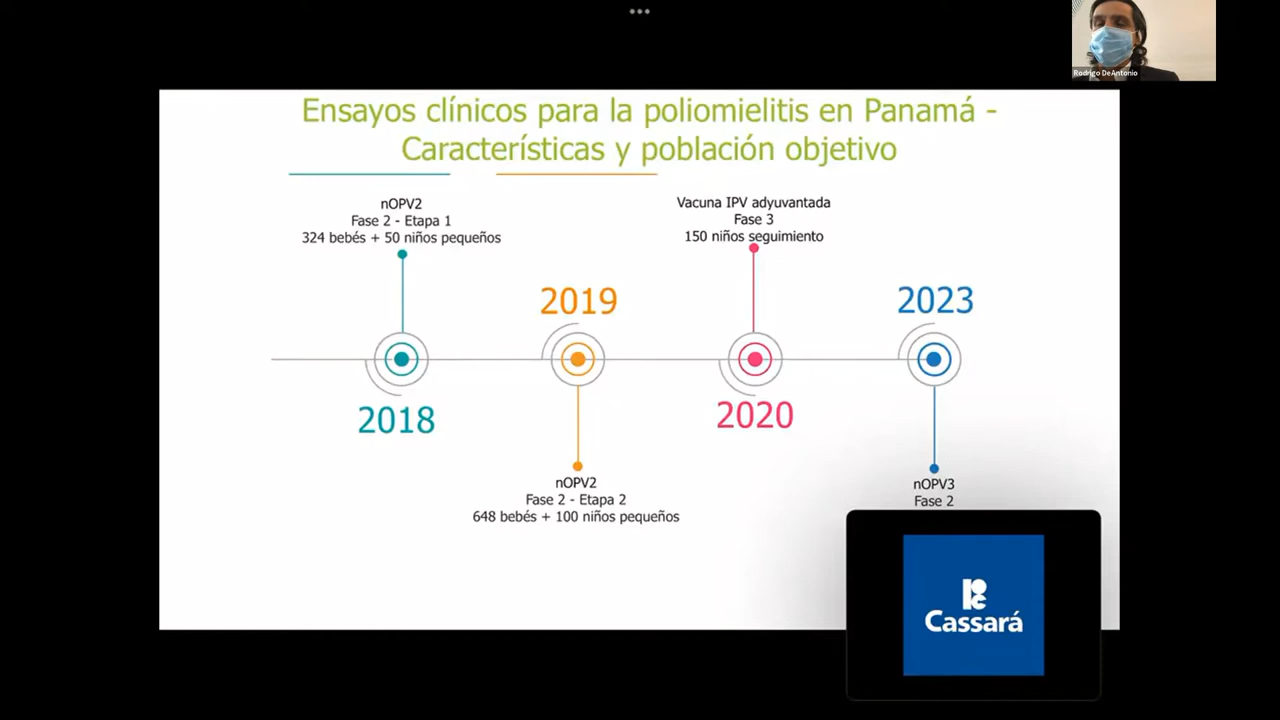 Rodrigo DeAntonio
Ensayos clínicos para la poliomielitis en Panamá -
Características y población objetivo
nOPV2
Fase 2 - Etapa 1
324 bebés + 50 niños pequeños
Vacuna IPV adyuvantada
Fase 3
150 niños seguimiento
2019
2023
2018
2020
nOPV2
Fase 2 - Etapa 2
648 bebés + 100 niños pequeños
nOPV3
Fase 2
Cassará